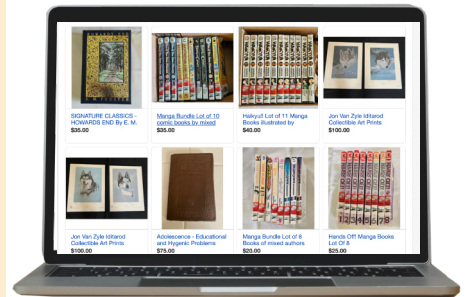 SIGNATURE CLASSICS -
HOWARDS END By E. M.
$35.00
Manga Bundle Lot of 10
comic books by mixed
$35.00
Haikyu!! Lot of 11 Manga
Books illustrated by
$40.00
Jon Van Zyle Iditarod
Collectible Art Prints
$100.00
Jon Van Zyle Iditarod
Collectible Art Prints
$100.00
Adolescence - Educational
and Hygenic Problems
$75.00
Manga Bundle Lot of 8
Books of mixed authors
$20.00
Hands Off! Manga Books
Lot Of 8
$25.00